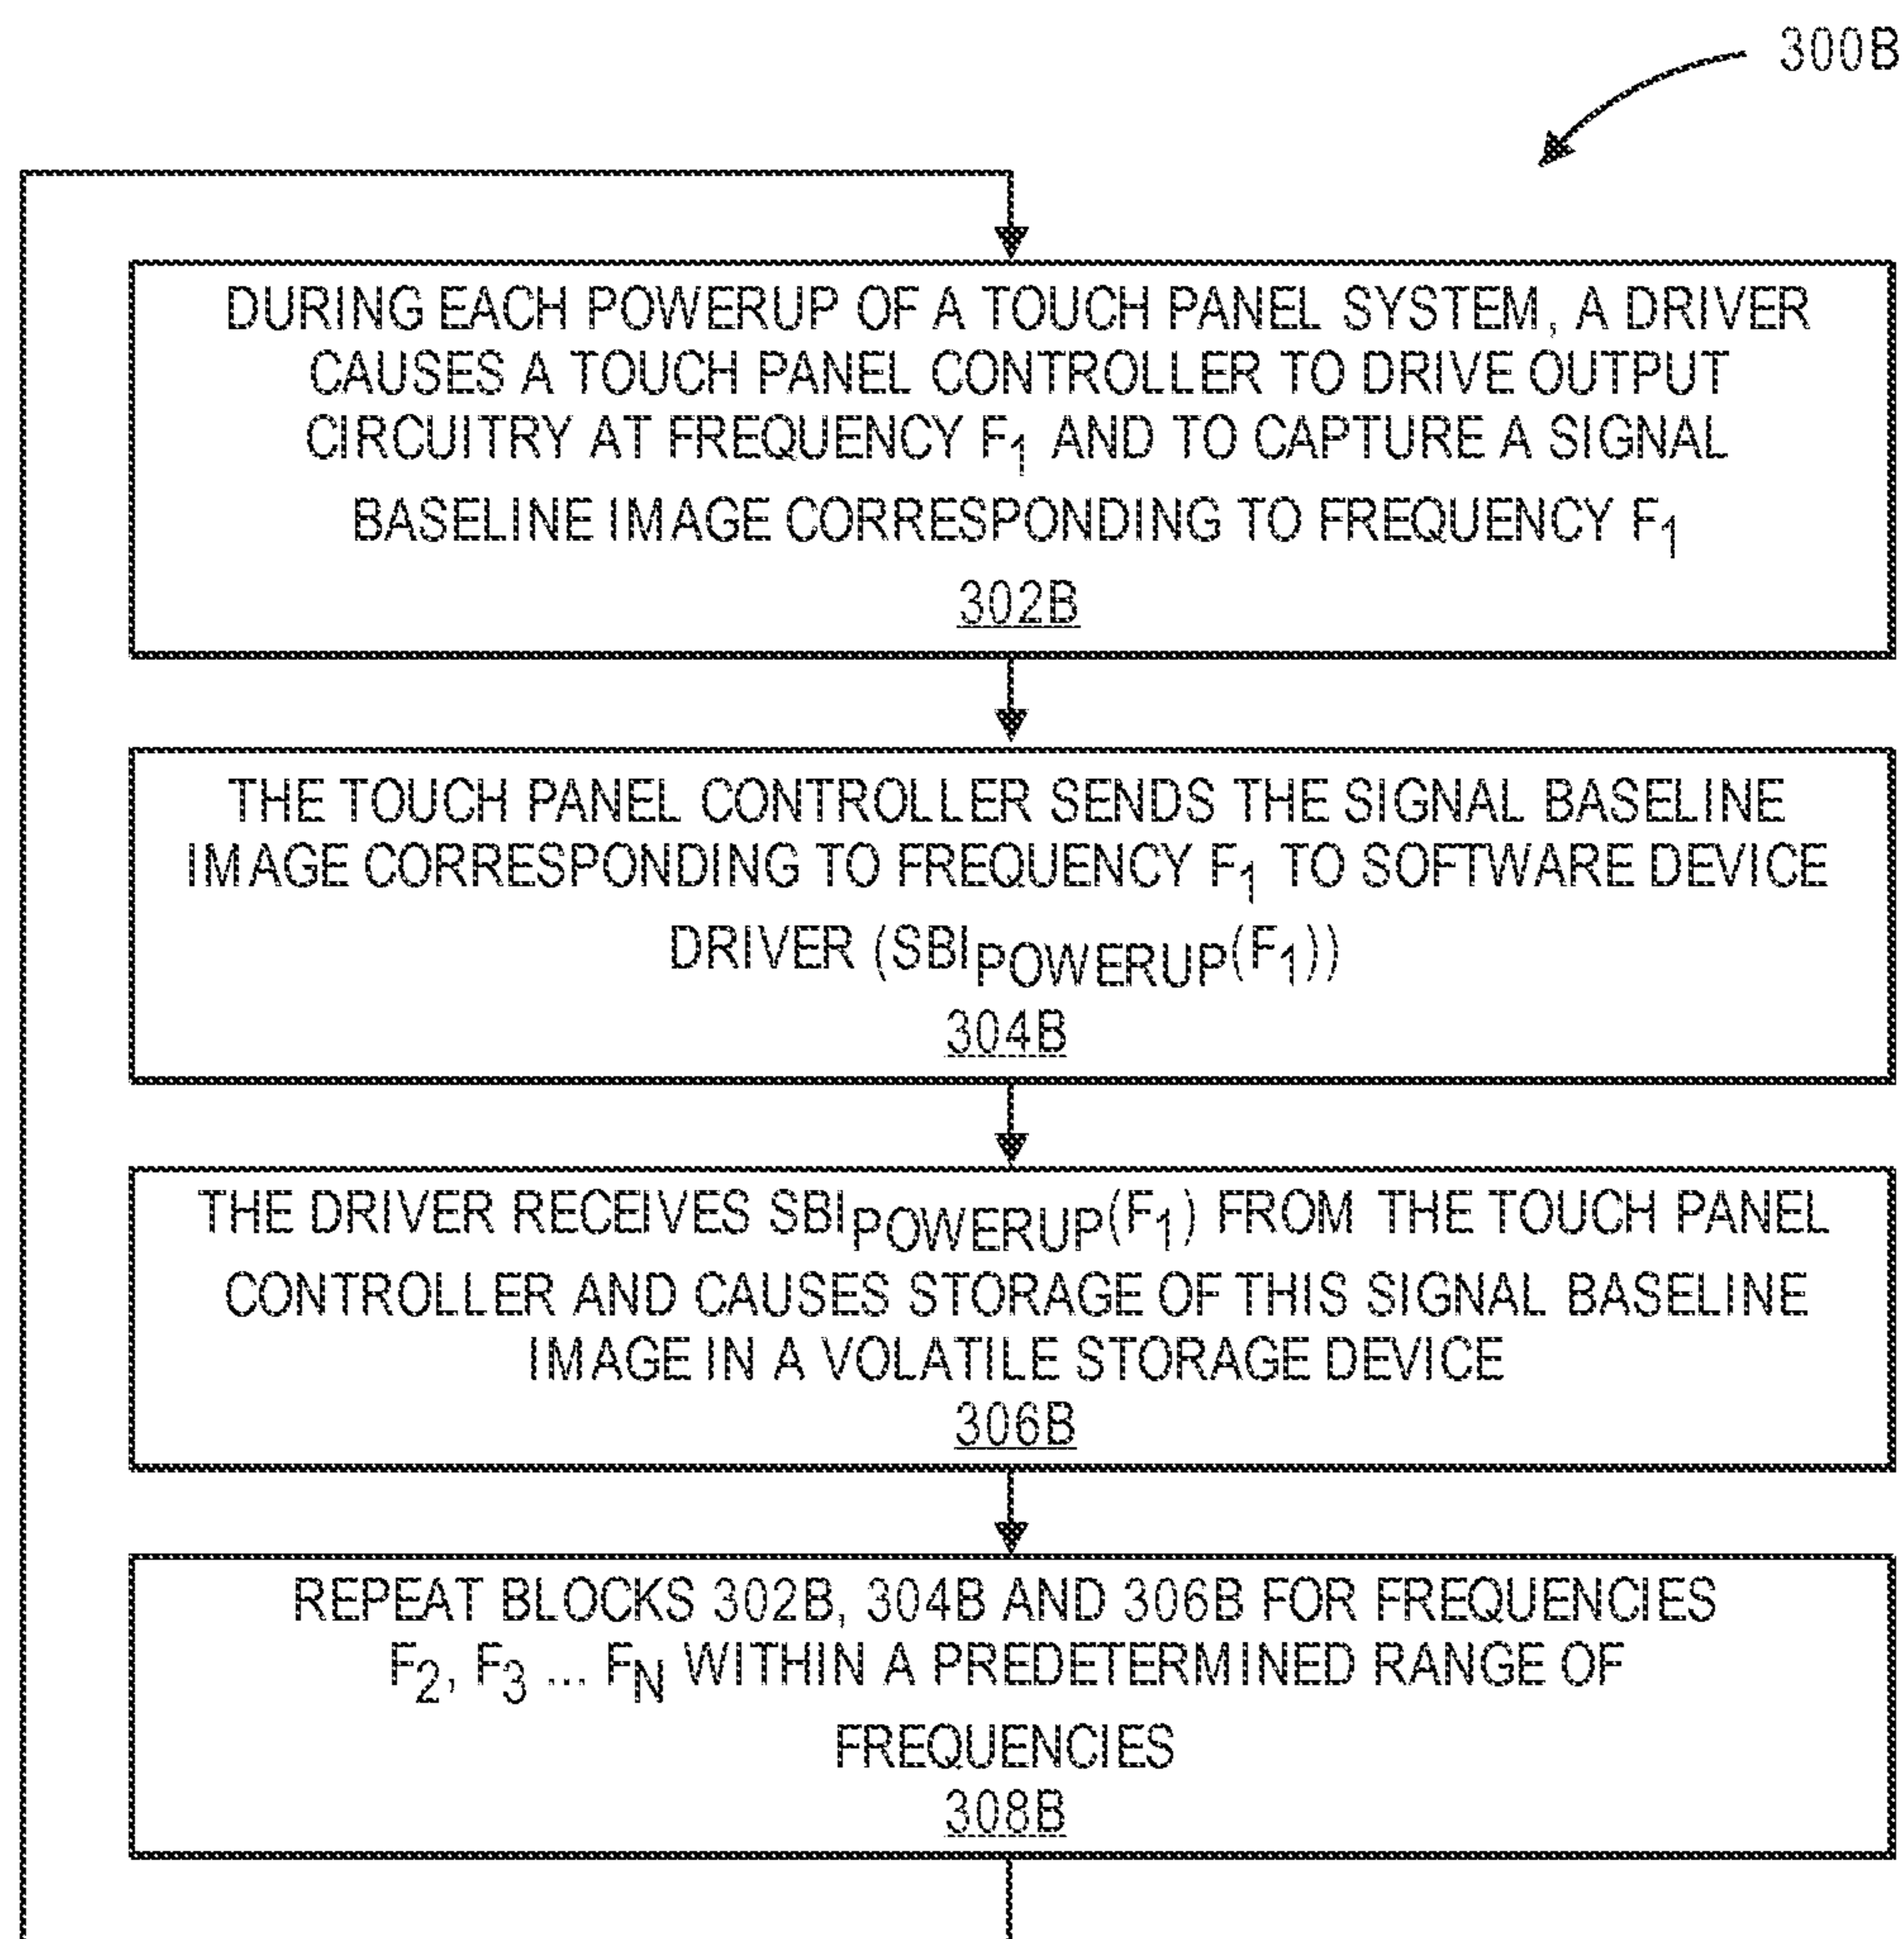 300B
DURING EACH POWERUP OF A TOUCH PANEL SYSTEM, A DRIVER
CAUSES A TOUCH PANEL CONTROLLER TO DRIVE OUTPUT
CIRCUITRY AT FREQUENCY F1 AND TO CAPTURE A SIGNAL
BASELINE IMAGE CORRESPONDING TO FREQUENCY F1
302B
THE TOUCH PANEL CONTROLLER SENDS THE SIGNAL BASELINE
IMAGE CORRESPONDING TO FREQUENCY F1 TO SOFTWARE DEVICE
DRIVER (SBIPOWERUP(F1))
304B
THE DRIVER RECEIVES SBIPOWERUP(F1) FROM THE TOUCH PANEL
CONTROLLER AND CAUSES STORAGE OF THIS SIGNAL BASELINE
IMAGE IN A VOLATILE STORAGE DEVICE
306B
REPEAT BLOCKS 302B, 304B AND 306B FOR FREQUENCIES
F2, F3 ... FN WITHIN A PREDETERMINED RANGE OF
FREQUENCIES
308B